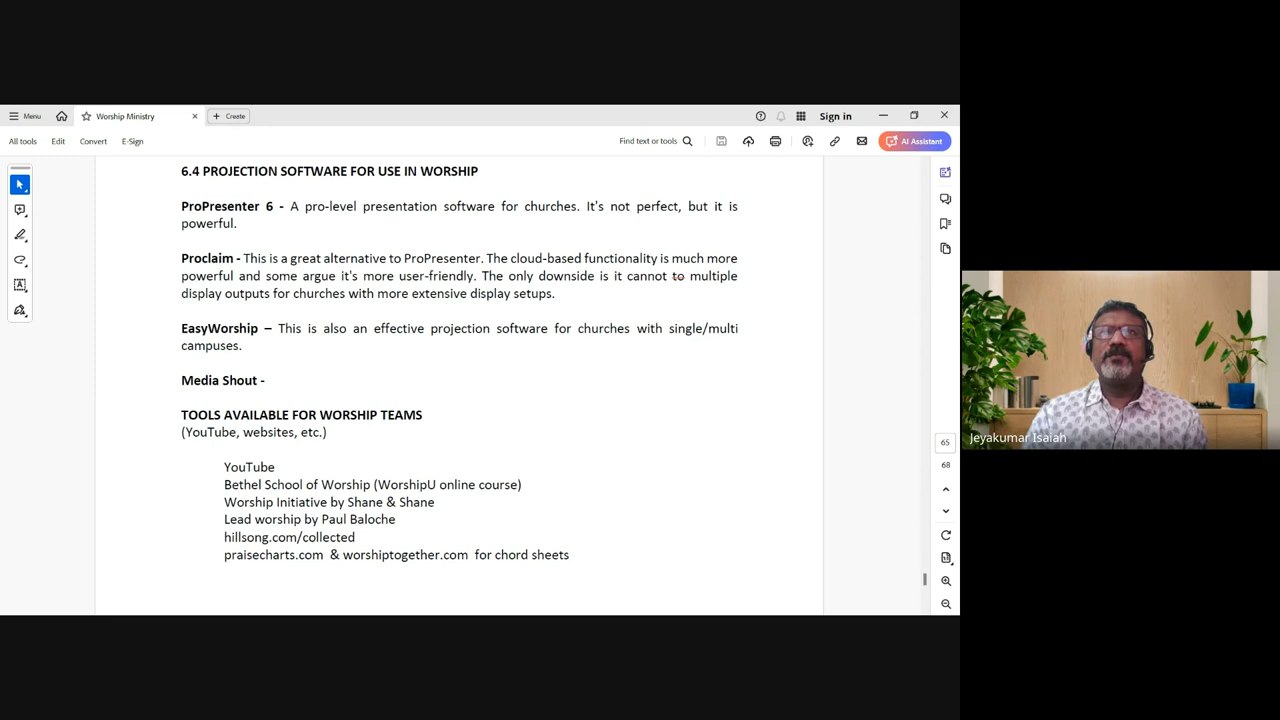 Menu
Worship Ministry
Create
Sign in
All tools
Edit
Convert
E-Sign
Find text or tools
AI Assistant
6.4 PROJECTION SOFTWARE FOR USE IN WORSHIP
ProPresenter 6 - A pro-level presentation software for churches. It's not perfect, but it is
powerful.
Proclaim - This is a great alternative to ProPresenter. The cloud-based functionality is much more
powerful and some argue it's more user-friendly. The only downside is it cannot to multiple
display outputs for churches with more extensive display setups.
EasyWorship – This is also an effective projection software for churches with single/multi
campuses.
Media Shout -
TOOLS AVAILABLE FOR WORSHIP TEAMS
(YouTube, websites, etc.)
YouTube
Bethel School of Worship (WorshipU online course)
Worship Initiative by Shane & Shane
Lead worship by Paul Baloche
hillsong.com/collected
praisecharts.com & worshiptogether.com for chord sheets
65
68
Jeyakumar Isaiah